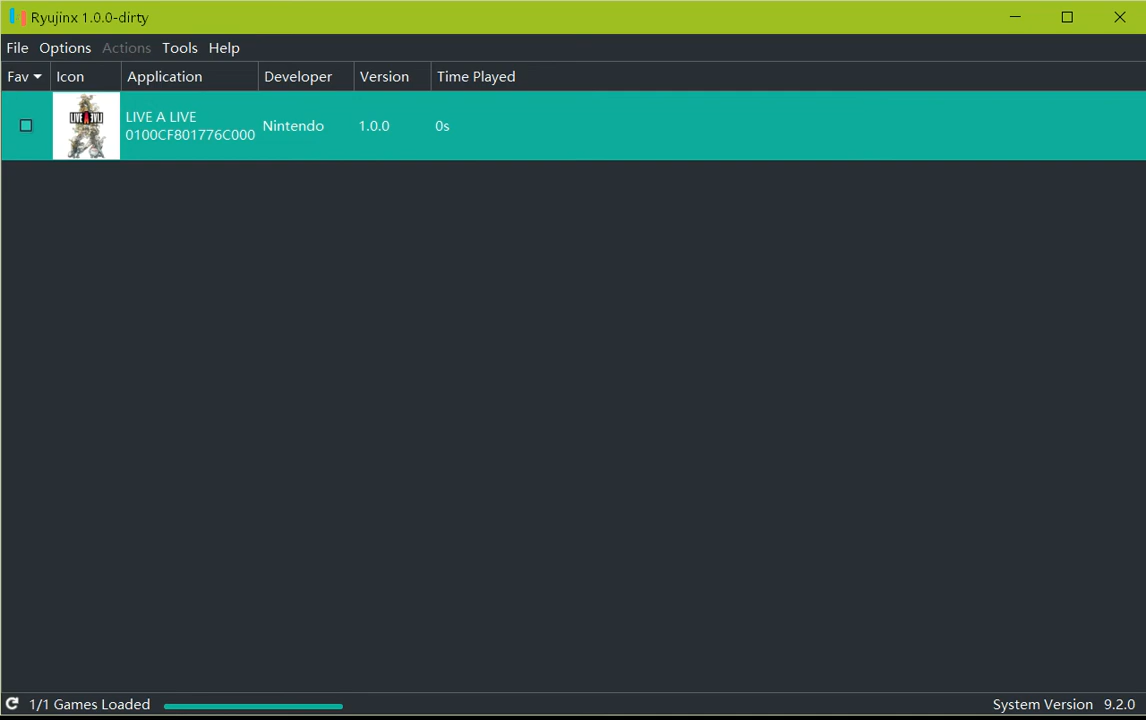 Ryujinx 1.0.0-dirty
File Options Actions Tools Help
Fav Icon Application Developer Version Time Played
LIVE A LIVE
LIVE A LIVE
0100CF801776C000
Nintendo 1.0.0 0s
1/1 Games Loaded
System Version 9.2.0